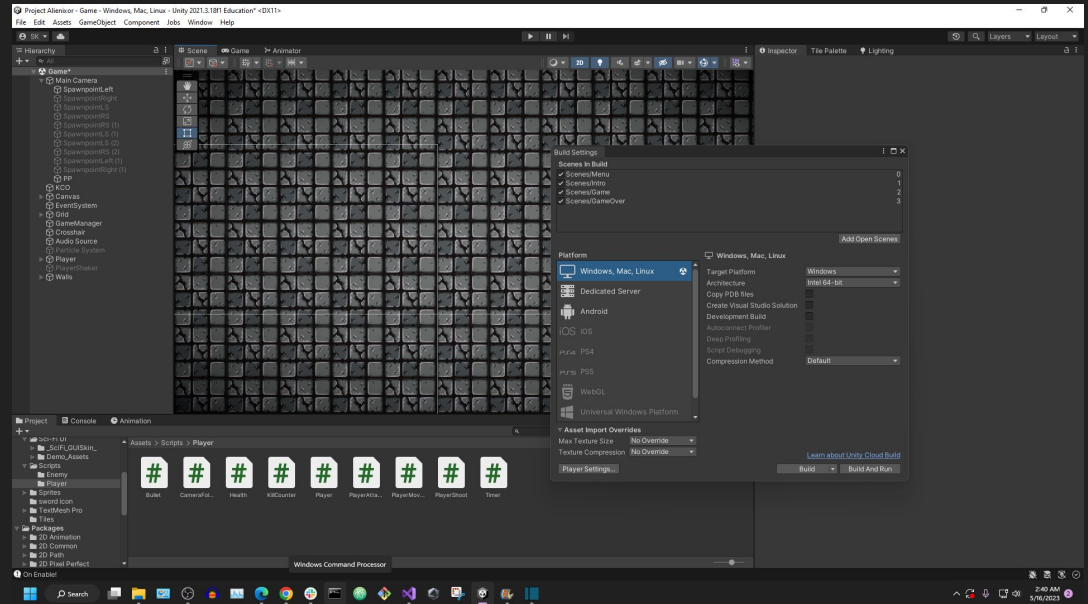 Project Alienixor - Game - Windows, Mac, Linux - Unity 2021.3.18f1 Education* <DX11>
File Edit Assets GameObject Component Jobs Window Help
SK
Layers
Layout
Hierarchy
Scene
Game
Animator
Inspector
Tile Palette
Lighting
All
2D
Game*
Main Camera
SpawnpointLeft
SpawnpointRight
SpawnpointLS
SpawnpointRS
SpawnpointRS (1)
SpawnpointLS (1)
SpawnpointLS (2)
SpawnpointRS (2)
SpawnpointLeft (1)
SpawnpointRight (1)
PP
KCO
Canvas
EventSystem
Grid
GameManager
Crosshair
Audio Source
Particle System
Player
PlayerShaker
Walls
Build Settings
Scenes In Build
Scenes/Menu 0
Scenes/Intro 1
Scenes/Game 2
Scenes/GameOver 3
Add Open Scenes
Platform
Windows, Mac, Linux
Dedicated Server
Android
iOS iOS
PS4
PS5
WebGL
Universal Windows Platform
Windows, Mac, Linux
Target Platform Windows
Architecture Intel 64-bit
Copy PDB files
Create Visual Studio Solution
Development Build
Autoconnect Profiler
Deep Profiling
Script Debugging
Compression Method Default
Asset Import Overrides
Max Texture Size No Override
Texture Compression No Override
Learn about Unity Cloud Build
Player Settings...
Build
Build And Run
Project
Console
Animation
Sci-Fi UI
_SciFi_GUISkin_
Demo_Assets
Scripts
Enemy
Player
Sprites
sword icon
TextMesh Pro
Tiles
Packages
2D Animation
2D Common
2D Path
2D Pixel Perfect
Assets > Scripts > Player
Bullet
CameraFol...
Health
KillCounter
Player
PlayerAtta...
PlayerMov...
PlayerShoot
Timer
Windows Command Processor
On Enable!
Search
2:40 AM
5/16/2023